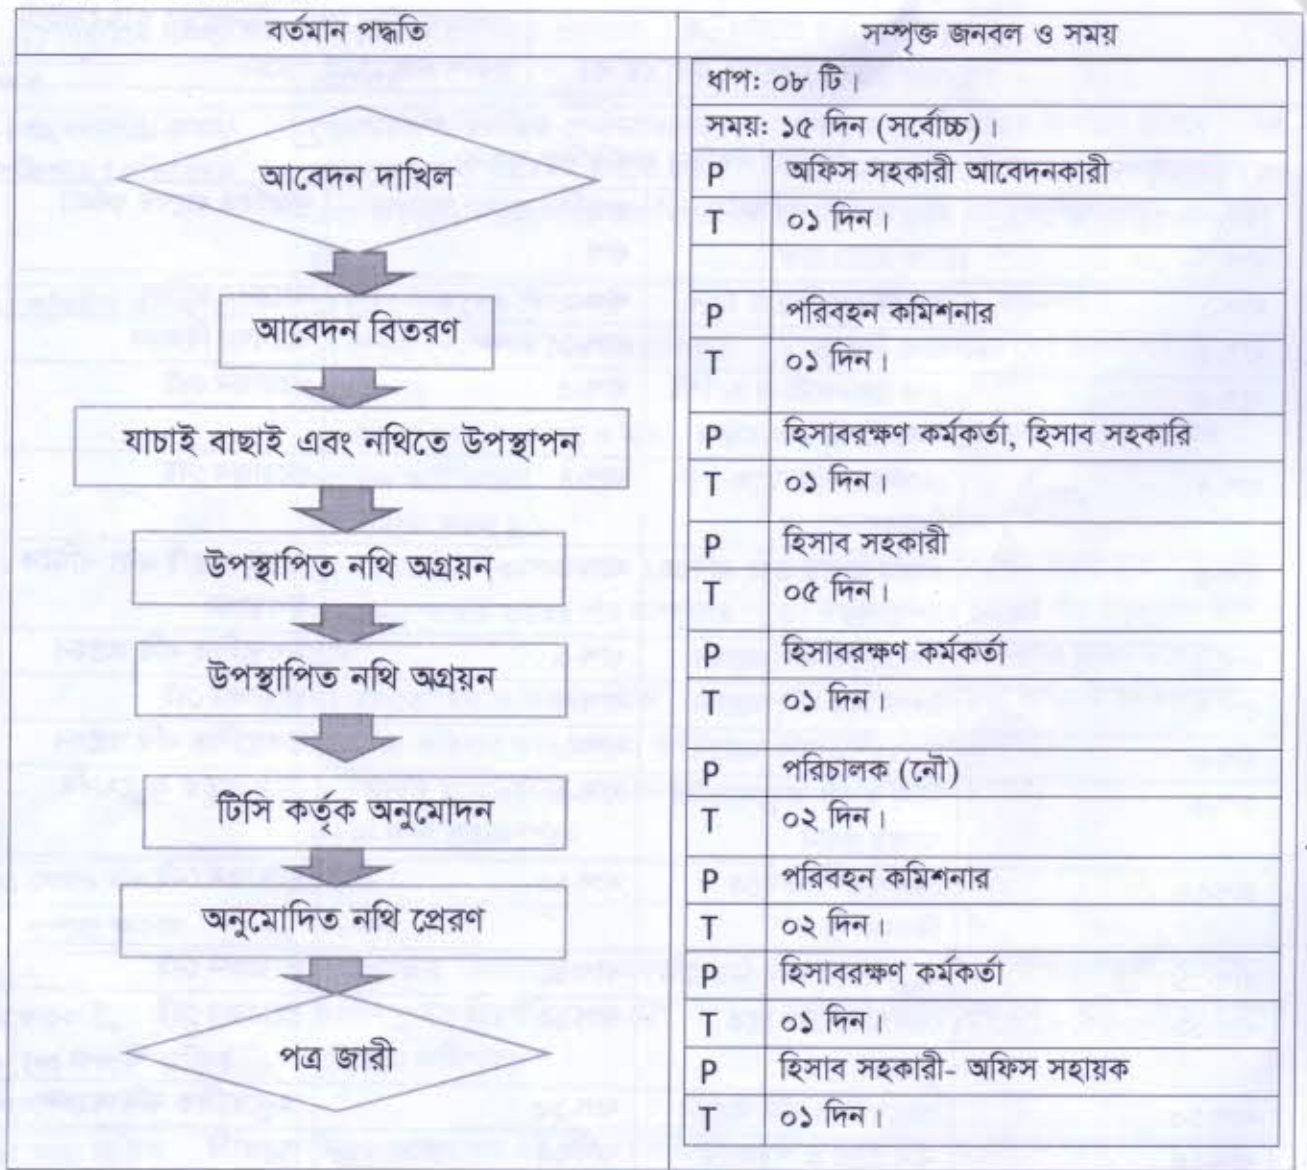 বর্তমান পদ্ধতি
সম্পৃক্ত জনবল ও সময়
আবেদন দাখিল
আবেদন বিতরণ
যাচাই বাছাই এবং নথিতে উপস্থাপন
উপস্থাপিত নথি অগ্রয়ন
উপস্থাপিত নথি অগ্রয়ন
টিসি কর্তৃক অনুমোদন
অনুমোদিত নথি প্রেরণ
পত্র জারী
ধাপ: ০৮ টি।
সময়: ১৫ দিন (সর্বোচ্চ)।
P অফিস সহকারী আবেদনকারী
T ০১ দিন।
P পরিবহন কমিশনার
T ০১ দিন।
P হিসাবরক্ষণ কর্মকর্তা, হিসাব সহকারি
T ০১ দিন।
P হিসাব সহকারী
T ০৫ দিন।
P হিসাবরক্ষণ কর্মকর্তা
T ০১ দিন।
P পরিচালক (নৌ)
T ০২ দিন।
P পরিবহন কমিশনার
T ০২ দিন।
P হিসাবরক্ষণ কর্মকর্তা
T ০১ দিন।
P হিসাব সহকারী- অফিস সহায়ক
T ০১ দিন।